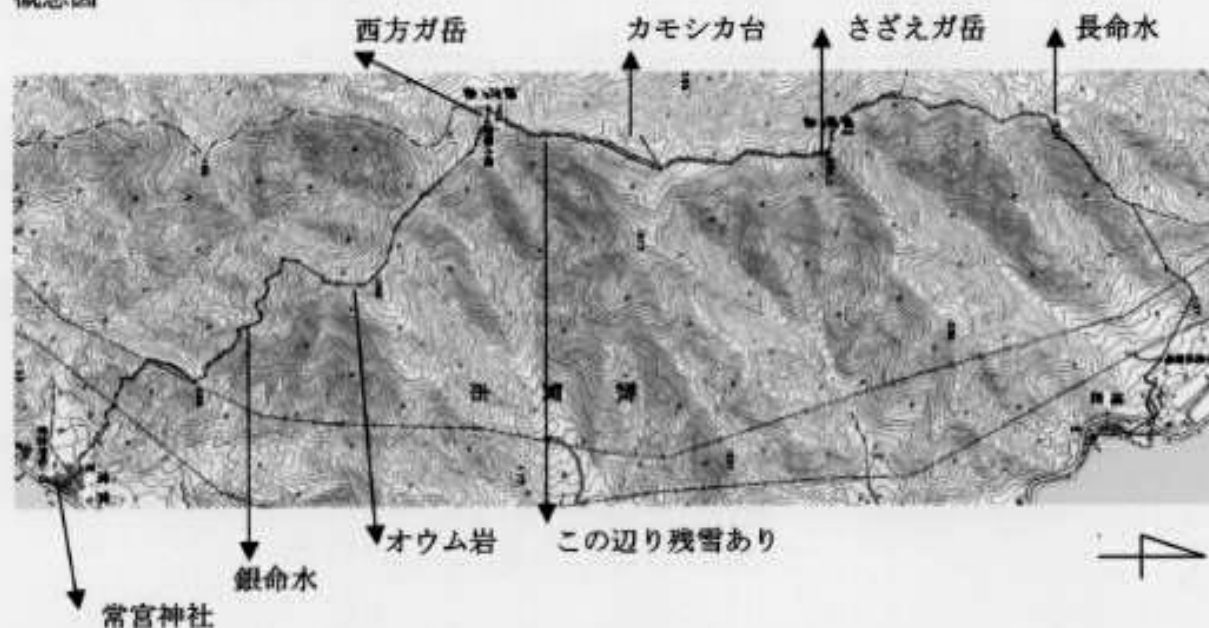 概念図
西方ガ岳
カモシカ台
さざえガ岳
長命水
オウム岩
この辺り残雪あり
銀命水
常宮神社